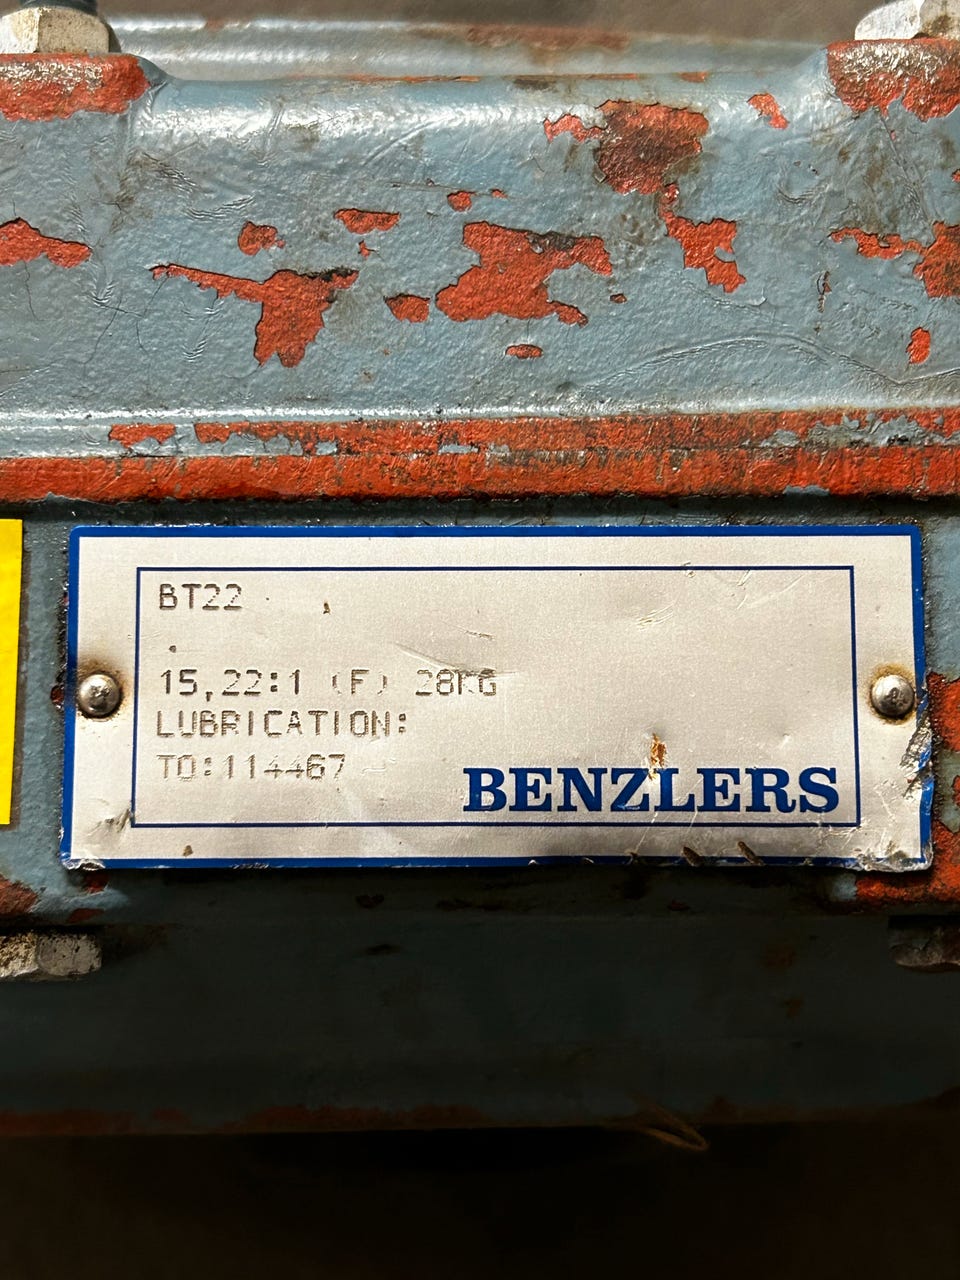 BT22
15,22:1 (F) 28KG
LUBRICATION:
TO:114467
BENZLERS